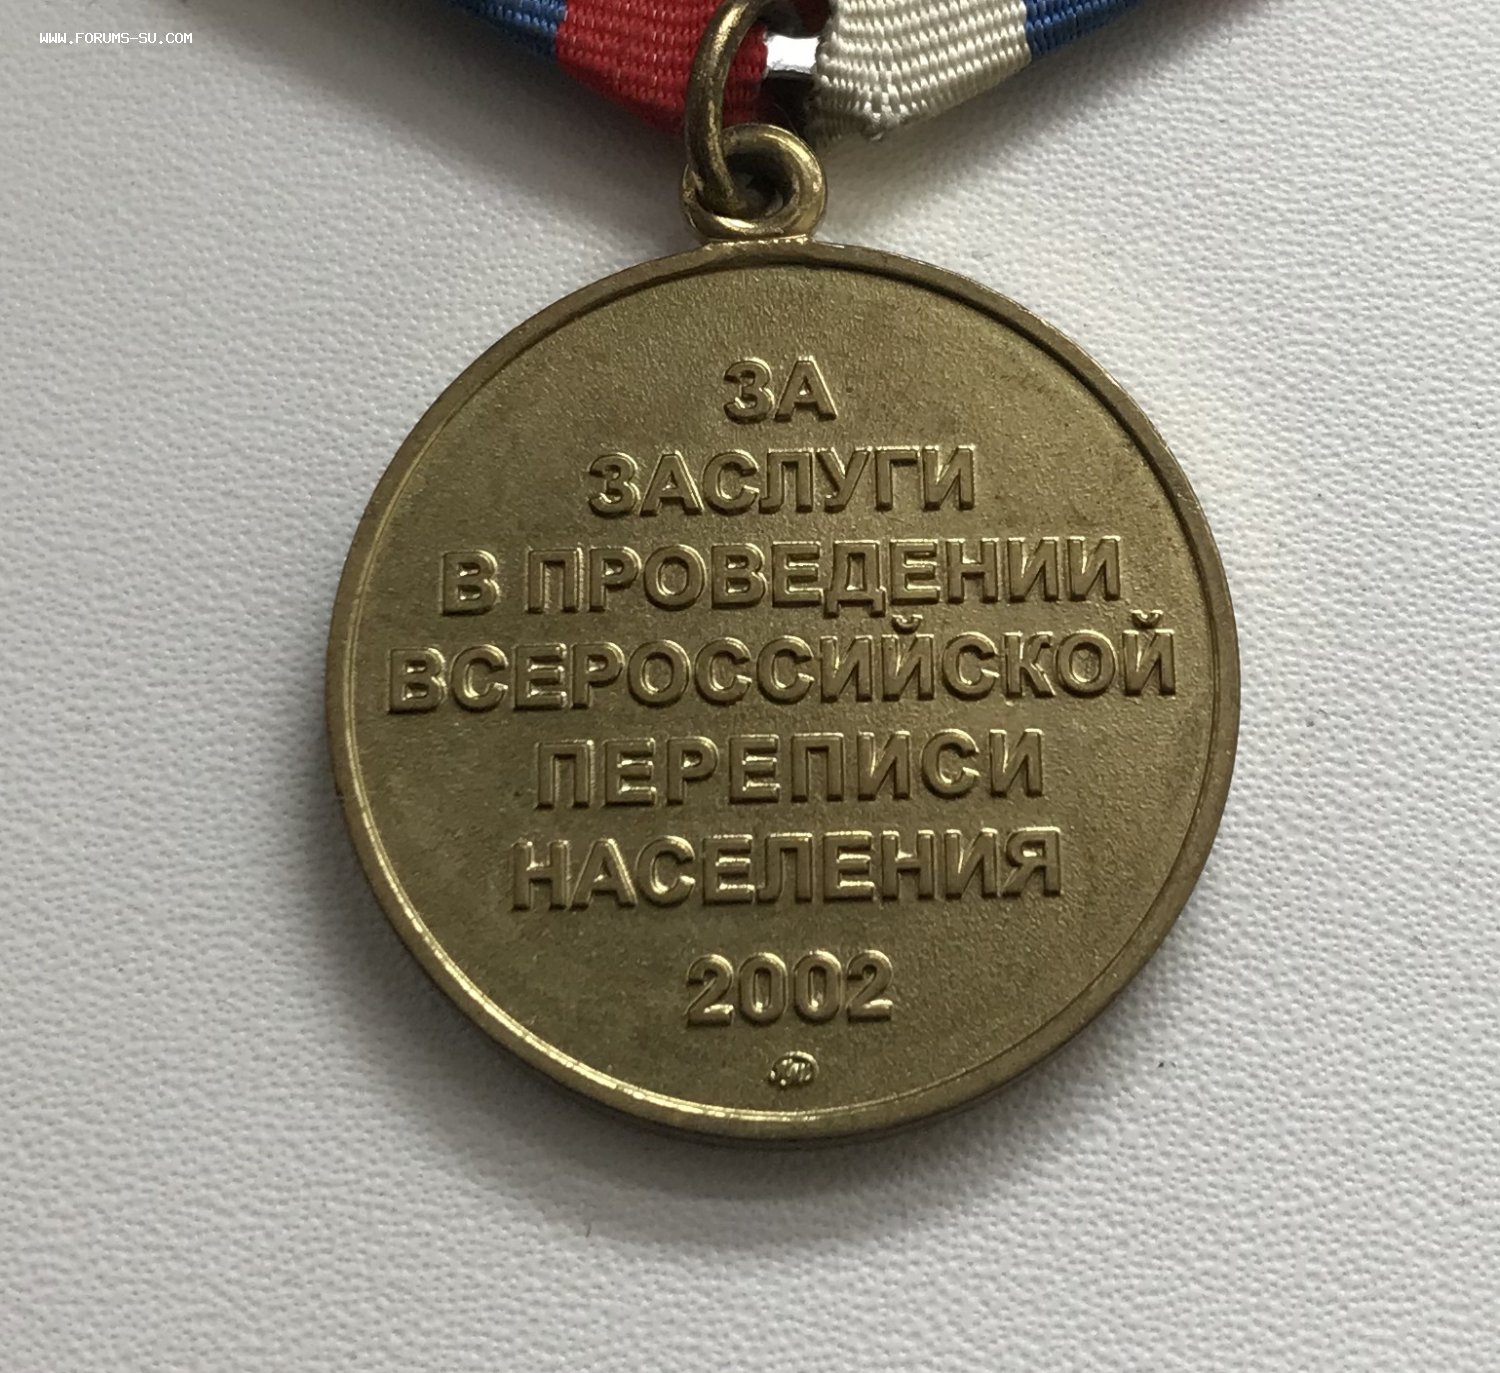 WWW.FORUMS-SU.COM
ЗА
ЗАСЛУГИ
В ПРОВЕДЕНИИ
ВСЕРОССИЙСКОЙ
ПЕРЕПИСИ
НАСЕЛЕНИЯ
2002